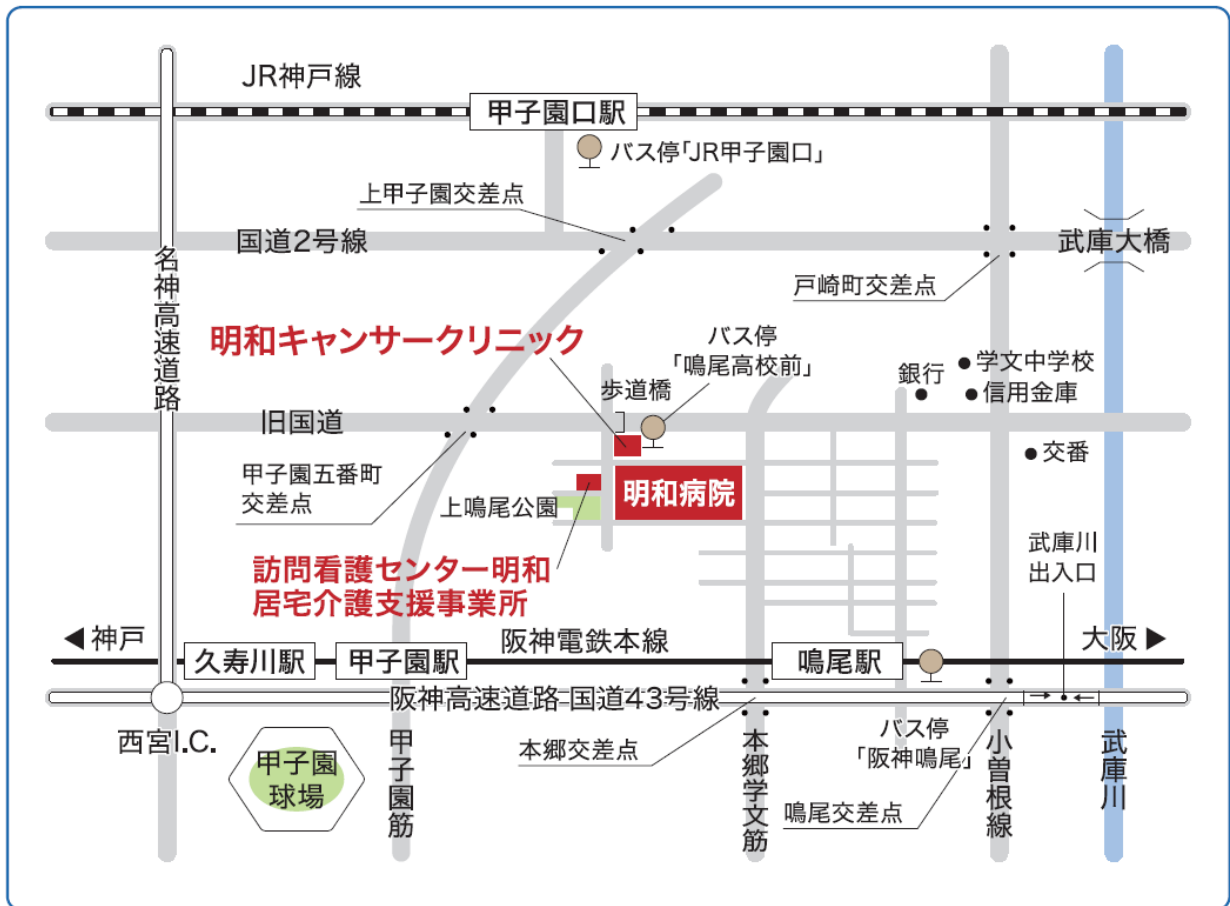 JR神戸線
甲子園口駅
バス停「JR甲子園口」
上甲子園交差点
国道2号線
武庫大橋
名神高速道路
戸崎町交差点
明和キャンサークリニック
バス停
「鳴尾高校前」
歩道橋
銀行
学文中学校
信用金庫
旧国道
交番
甲子園五番町
交差点
上鳴尾公園
明和病院
訪問看護センター明和
居宅介護支援事業所
武庫川
出入口
◀神戸
阪神電鉄本線
大阪▶
久寿川駅
甲子園駅
鳴尾駅
阪神高速道路 国道43号線
西宮I.C.
甲子園
球場
甲子園筋
本郷交差点
本郷学文筋
バス停
「阪神鳴尾」
鳴尾交差点
小曽根線
武庫川